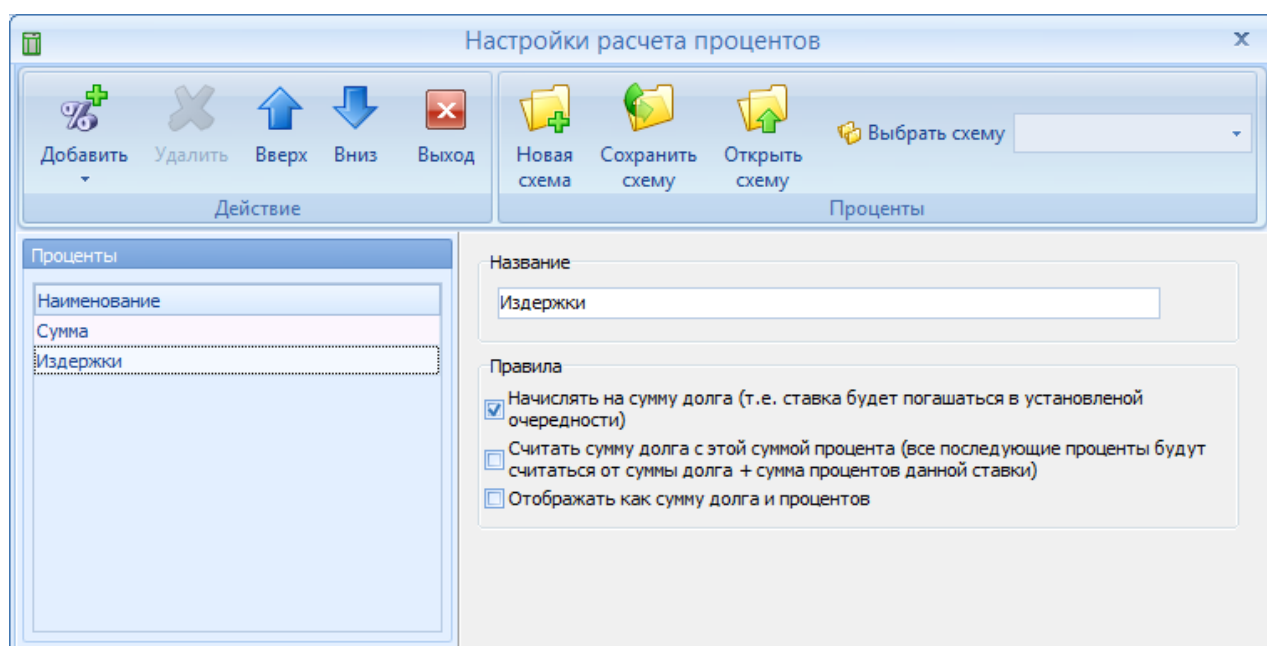 Настройки расчета процентов
Добавить Удалить Вверх Вниз Выход Новая схема Сохранить схему Открыть схему Выбрать схему
Действие Проценты
Проценты
Наименование
Сумма
Издержки
Название
Издержки
Правила
Начислять на сумму долга (т.е. ставка будет погашаться в установленой
очередности)
Считать сумму долга с этой суммой процента (все последующие проценты будут
считаться от суммы долга + сумма процентов данной ставки)
Отображать как сумму долга и процентов